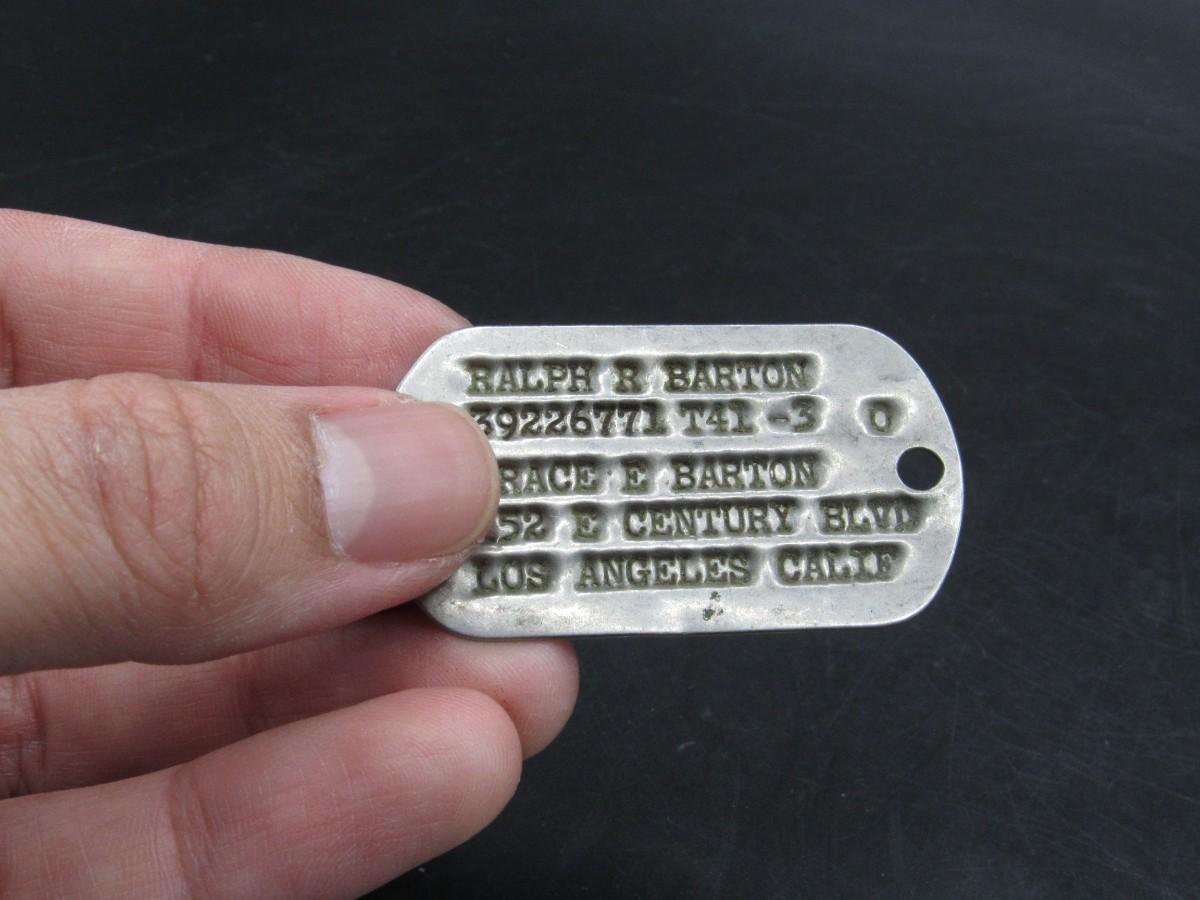 RALPH R BARTON
39226771 T41-3 O
RACE E BARTON
52 E CENTURY BLVD
LOS ANGELES CALIF